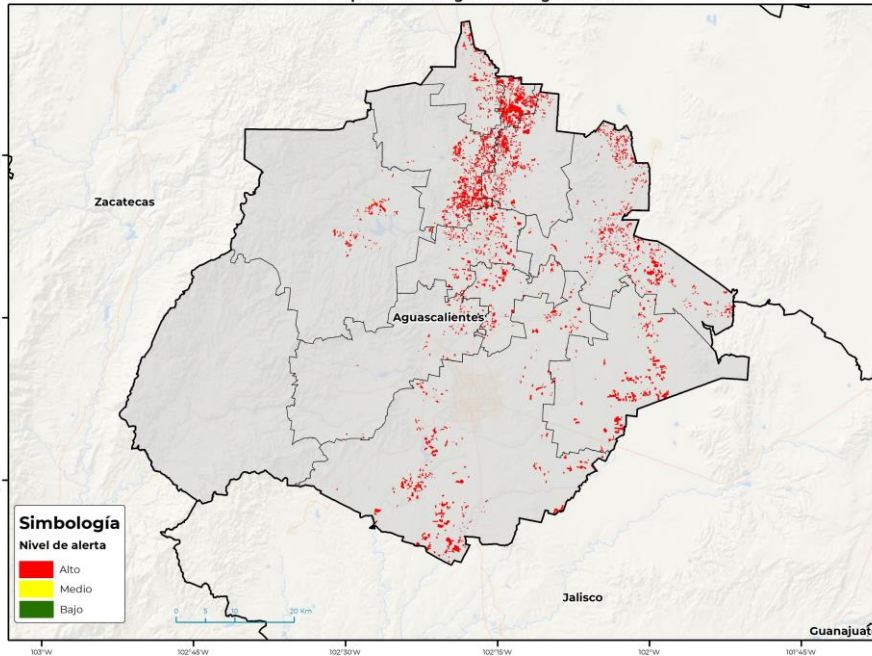 Zacatecas
Aguascalientes
Simbología
Nivel de alerta
Alto
Medio
Bajo
0 5 10 20 Km
Jalisco
103°W 102°45'W 102°30'W 102°15'W 102°W 101°45'W